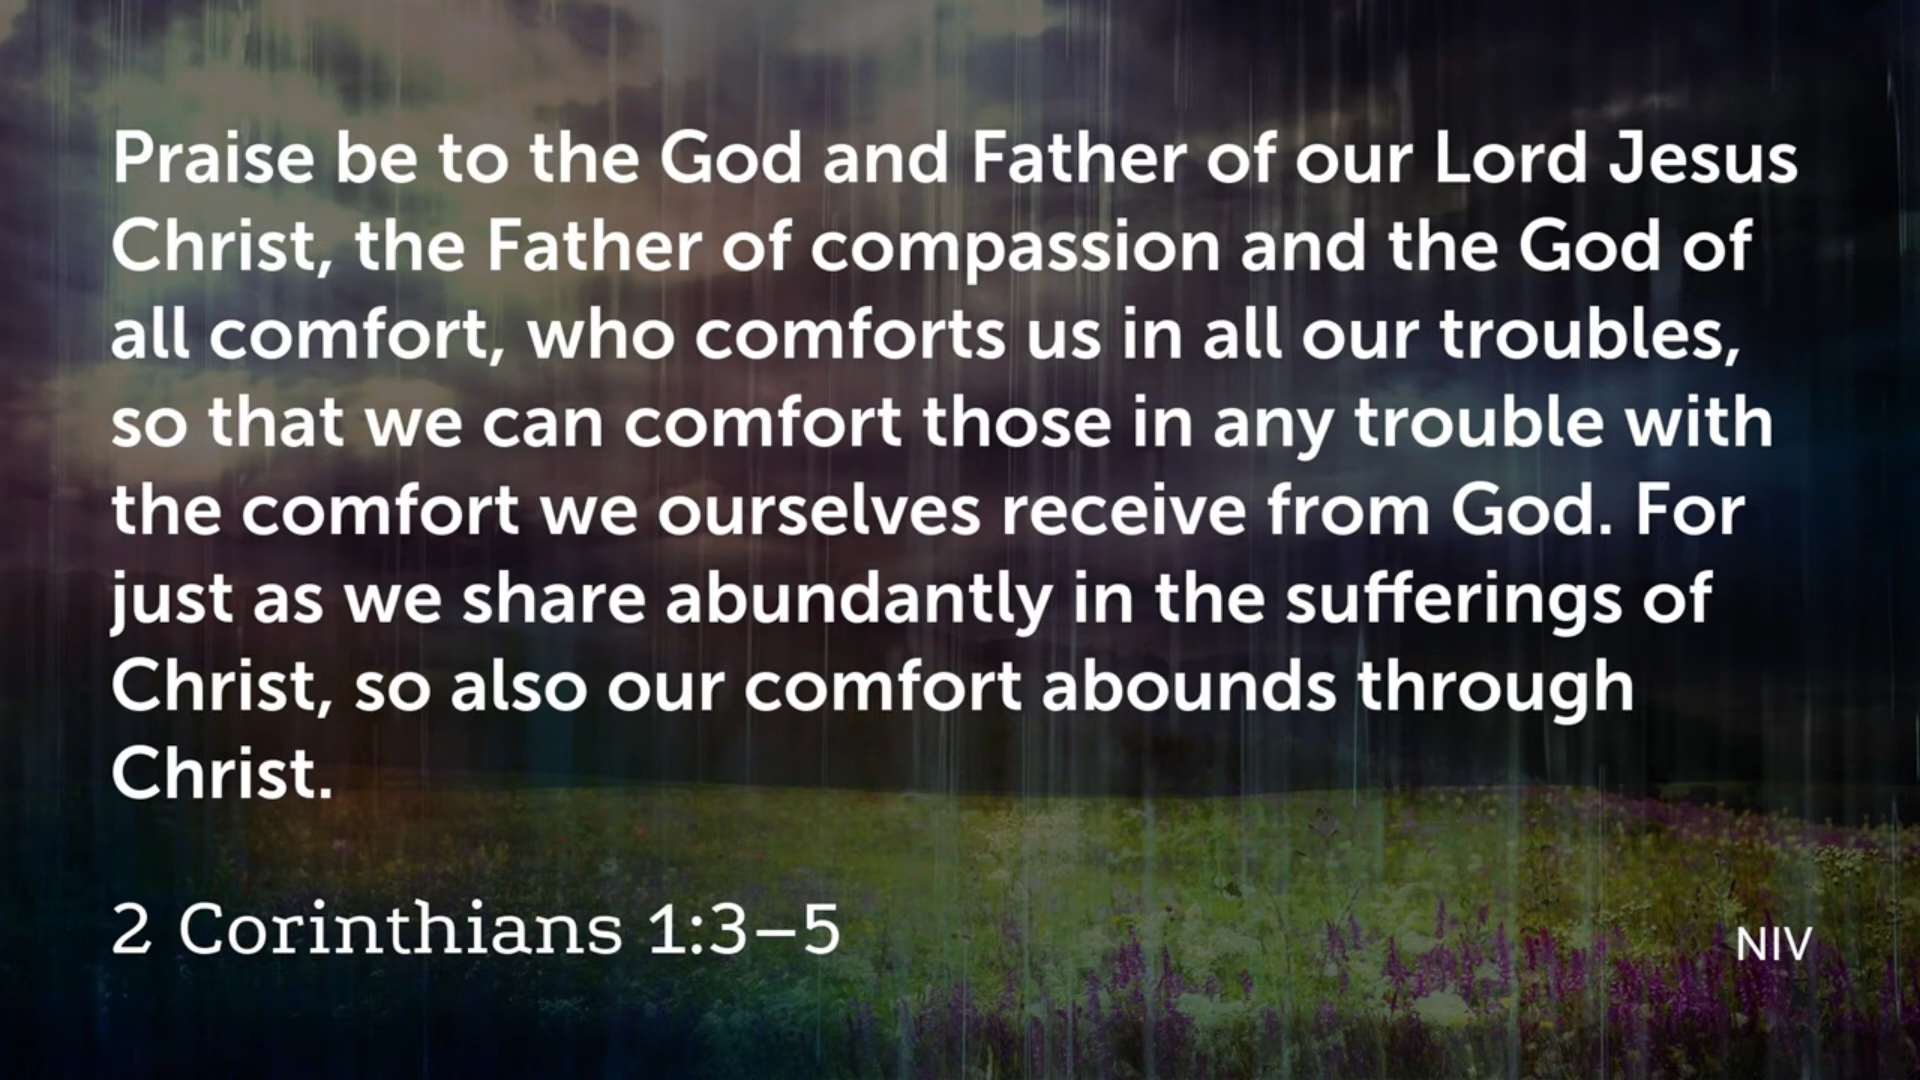 Praise be to the God and Father of our Lord Jesus
Christ, the Father of compassion and the God of
all comfort, who comforts us in all our troubles,
so that we can comfort those in any trouble with
the comfort we ourselves receive from God. For
just as we share abundantly in the sufferings of
Christ, so also our comfort abounds through
Christ.
2 Corinthians 1:3–5
NIV